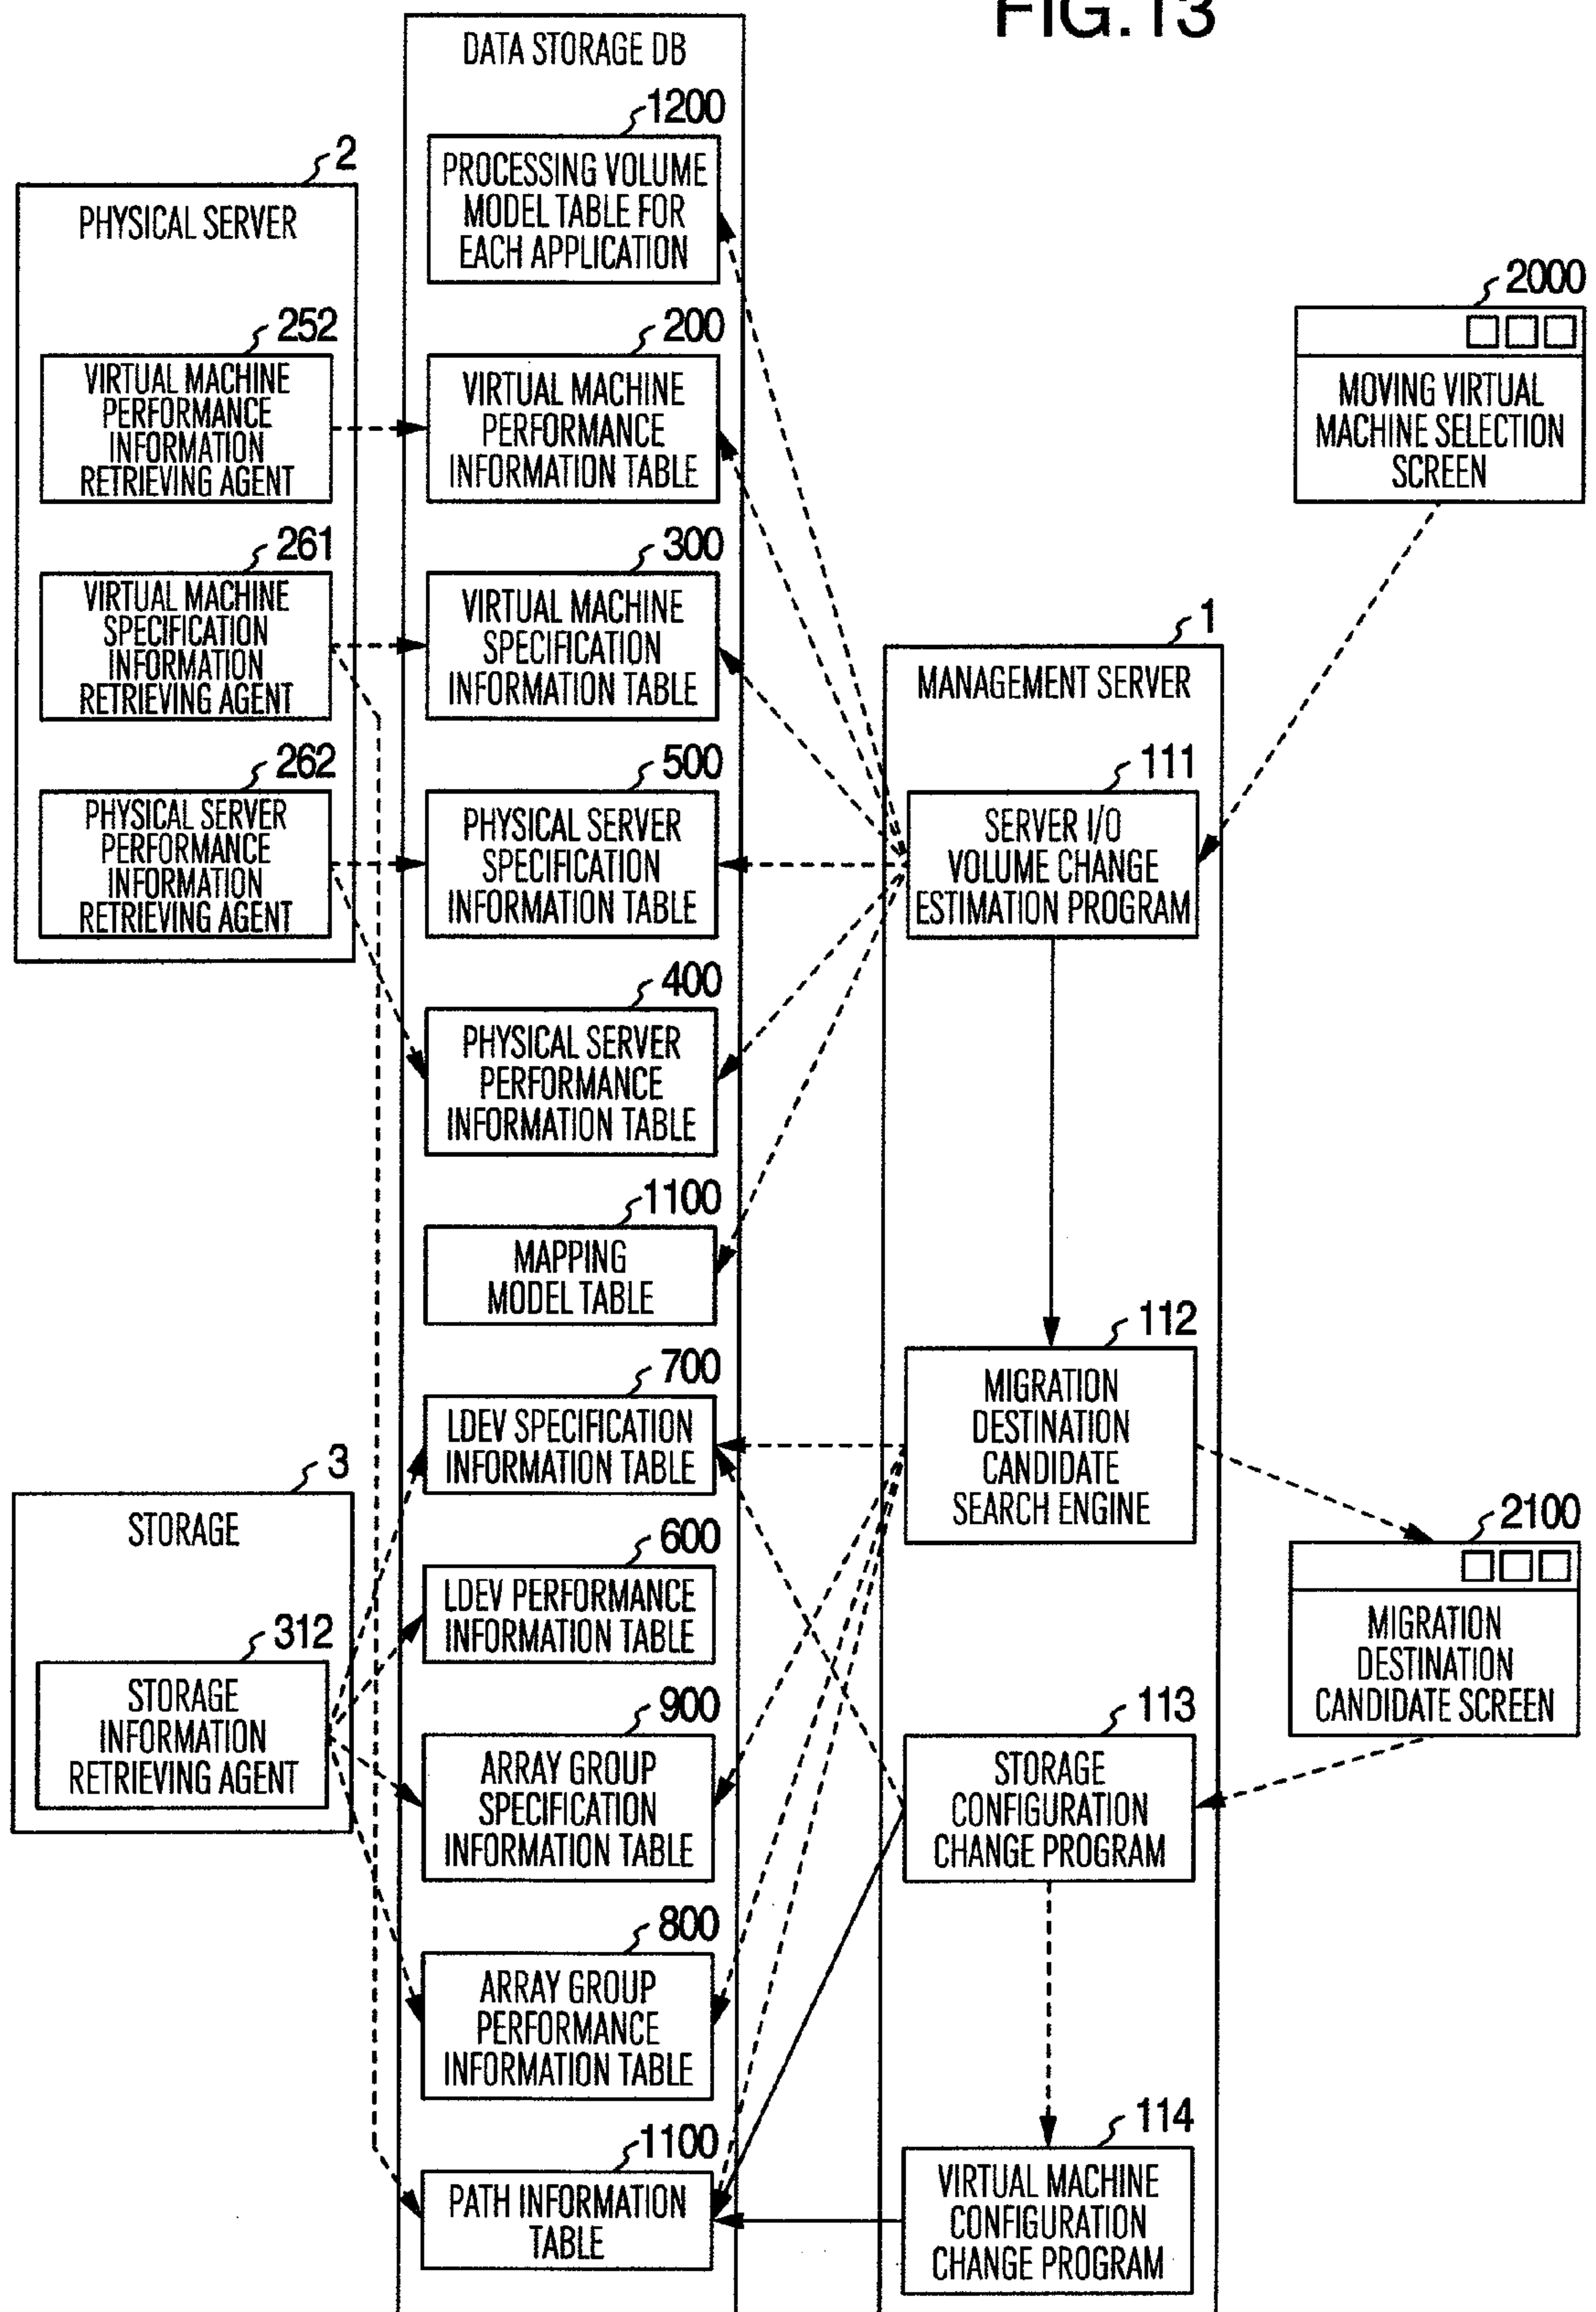 FIG.13
DATA STORAGE DB
1200
PROCESSING VOLUME
MODEL TABLE FOR
EACH APPLICATION
2
PHYSICAL SERVER
252
VIRTUAL MACHINE
PERFORMANCE
INFORMATION
RETRIEVING AGENT
200
VIRTUAL MACHINE
PERFORMANCE
INFORMATION TABLE
2000
MOVING VIRTUAL
MACHINE SELECTION
SCREEN
261
VIRTUAL MACHINE
SPECIFICATION
INFORMATION
RETRIEVING AGENT
300
VIRTUAL MACHINE
SPECIFICATION
INFORMATION TABLE
1
MANAGEMENT SERVER
262
PHYSICAL SERVER
PERFORMANCE
INFORMATION
RETRIEVING AGENT
500
PHYSICAL SERVER
SPECIFICATION
INFORMATION TABLE
111
SERVER I/O
VOLUME CHANGE
ESTIMATION PROGRAM
400
PHYSICAL SERVER
PERFORMANCE
INFORMATION TABLE
1100
MAPPING
MODEL TABLE
112
MIGRATION
DESTINATION
CANDIDATE
SEARCH ENGINE
700
LDEV SPECIFICATION
INFORMATION TABLE
3
STORAGE
600
LDEV PERFORMANCE
INFORMATION TABLE
2100
MIGRATION
DESTINATION
CANDIDATE SCREEN
312
STORAGE
INFORMATION
RETRIEVING AGENT
900
ARRAY GROUP
SPECIFICATION
INFORMATION TABLE
113
STORAGE
CONFIGURATION
CHANGE PROGRAM
800
ARRAY GROUP
PERFORMANCE
INFORMATION TABLE
1100
PATH INFORMATION
TABLE
114
VIRTUAL MACHINE
CONFIGURATION
CHANGE PROGRAM